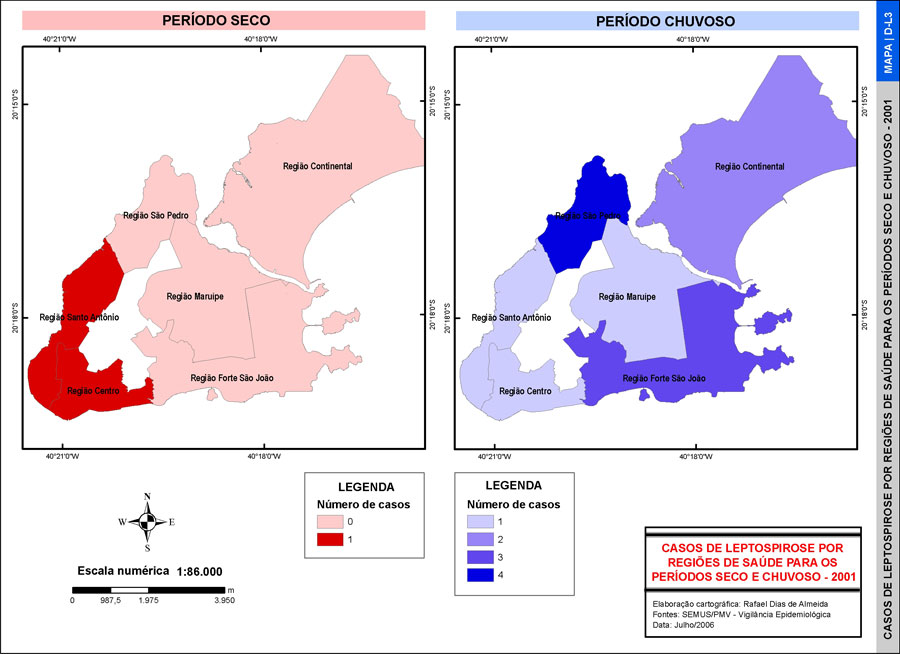 PERÍODO SECO
40°21'0"W
40°18'0"W
20°15'0"S
20°15'0"S
20°18'0"S
20°18'0"S
Região Continental
Região São Pedro
Região Maruipe
Região Santo Antônio
Região Forte São João
Região Centro
40°21'0"W
40°18'0"W
PERÍODO CHUVOSO
40°21'0"W
40°18'0"W
20°15'0"S
20°15'0"S
20°18'0"S
20°18'0"S
Região Continental
Região São Pedro
Região Maruipe
Região Santo Antônio
Região Forte São João
Região Centro
40°21'0"W
40°18'0"W
N
W
E
S
Escala numérica 1:86.000
m
0 987,5 1.975 3.950
LEGENDA
Número de casos
0
1
LEGENDA
Número de casos
1
2
3
4
CASOS DE LEPTOSPIROSE POR
REGIÕES DE SAÚDE PARA OS
PERÍODOS SECO E CHUVOSO - 2001
Elaboração cartográfica: Rafael Dias de Almeida
Fontes: SEMUS/PMV - Vigilância Epidemiológica
Data: Julho/2006
MAPA | D-L3
CASOS DE LEPTOSPIROSE POR REGIÕES DE SAÚDE PARA OS PERÍODOS SECO E CHUVOSO - 2001